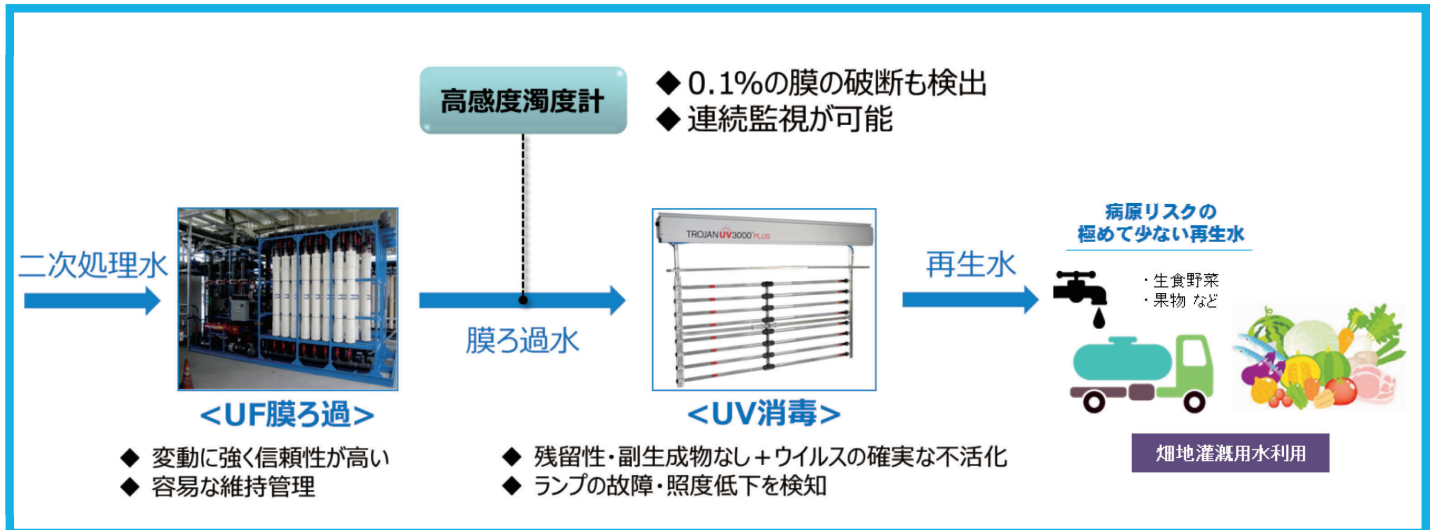 高感度濁度計
◆ 0.1%の膜の破断も検出
◆ 連続監視が可能
二次処理水
膜ろ過水
TROJANUV3000PLUS
再生水
病原リスクの
極めて少ない再生水
・生食野菜
・果物 など
<UF膜ろ過>
◆ 変動に強く信頼性が高い
◆ 容易な維持管理
<UV消毒>
◆ 残留性・副生成物なし＋ウイルスの確実な不活化
◆ ランプの故障・照度低下を検知
畑地灌漑用水利用